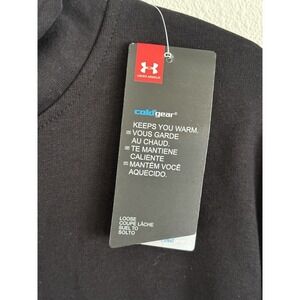 UNDER ARMOUR
coldgear®
KEEPS YOU WARM.
= VOUS GARDE
AU CHAUD.
= TE MANTIENE
CALIENTE
= MANTÉM VOCÊ
AQUECIDO.
LOOSE
COUPE LÂCHE
SUELTO
SOLTO